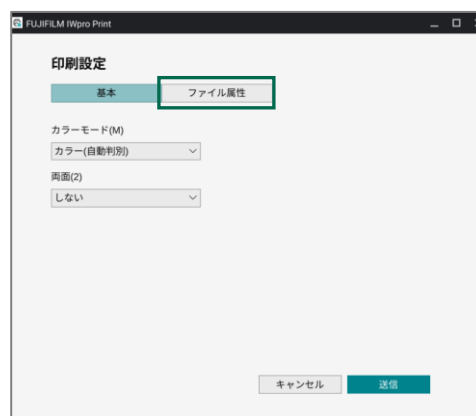 FUJIFILM IWpro Print
印刷設定
基本 ファイル属性
カラーモード(M)
カラー(自動判別)
両面(2)
しない
キャンセル 送信